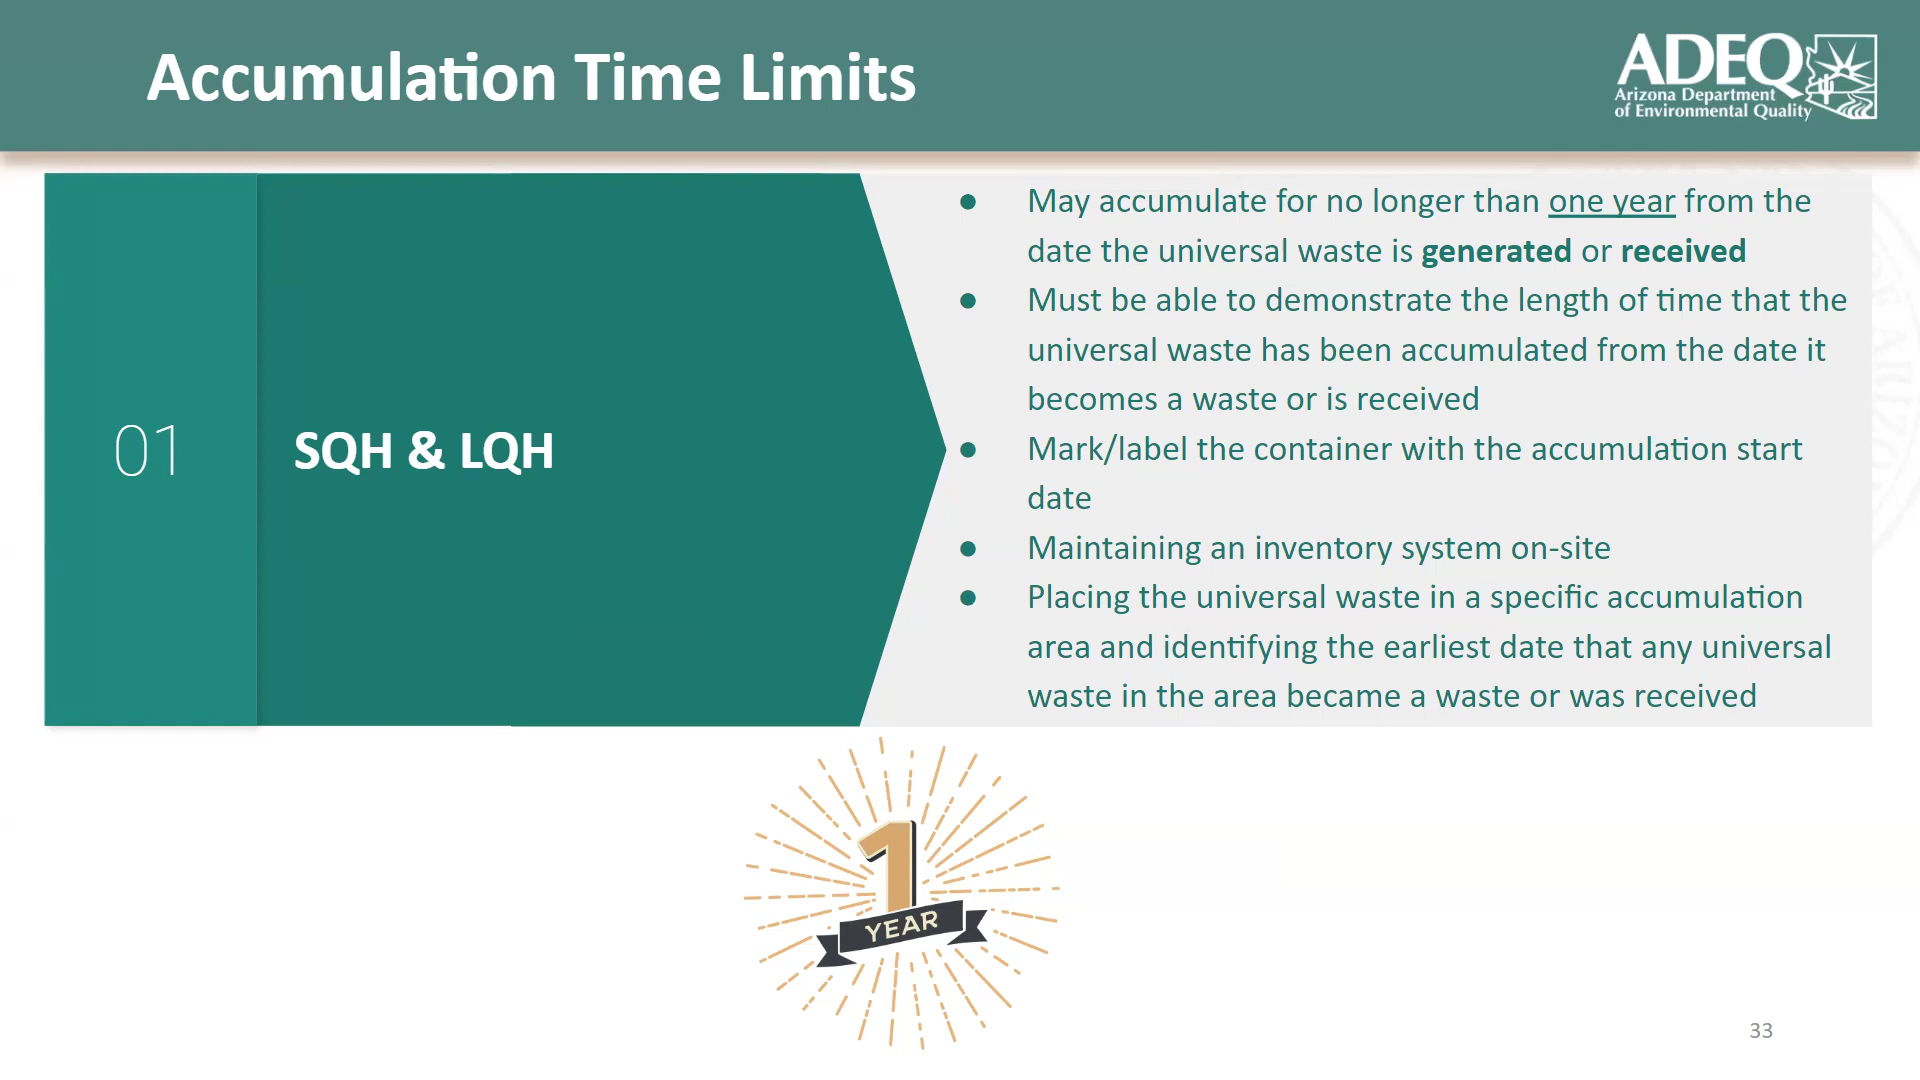 Accumulation Time Limits
ADEQ
Arizona Department
of Environmental Quality
01
SQH & LQH
● May accumulate for no longer than one year from the
date the universal waste is generated or received
● Must be able to demonstrate the length of time that the
universal waste has been accumulated from the date it
becomes a waste or is received
● Mark/label the container with the accumulation start
date
● Maintaining an inventory system on-site
● Placing the universal waste in a specific accumulation
area and identifying the earliest date that any universal
waste in the area became a waste or was received
1
YEAR
33